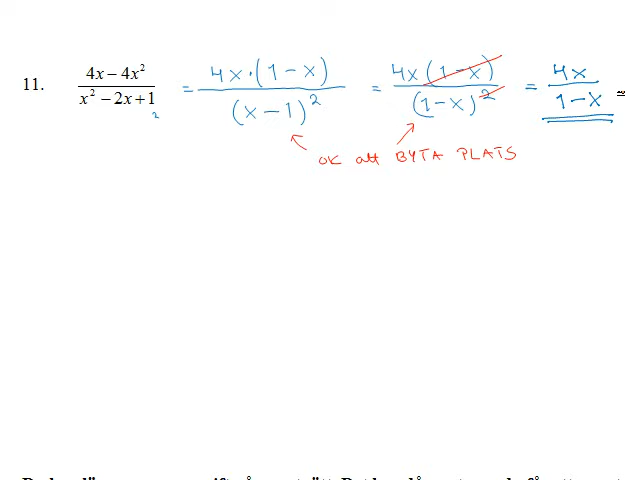 11. (4x − 4x²)/(x² − 2x + 1) = (4x·(1−x))/((x−1)²) = (4x(1−x))/((1−x)²) = 4x/(1−x) =
2
OK att BYTA PLATS